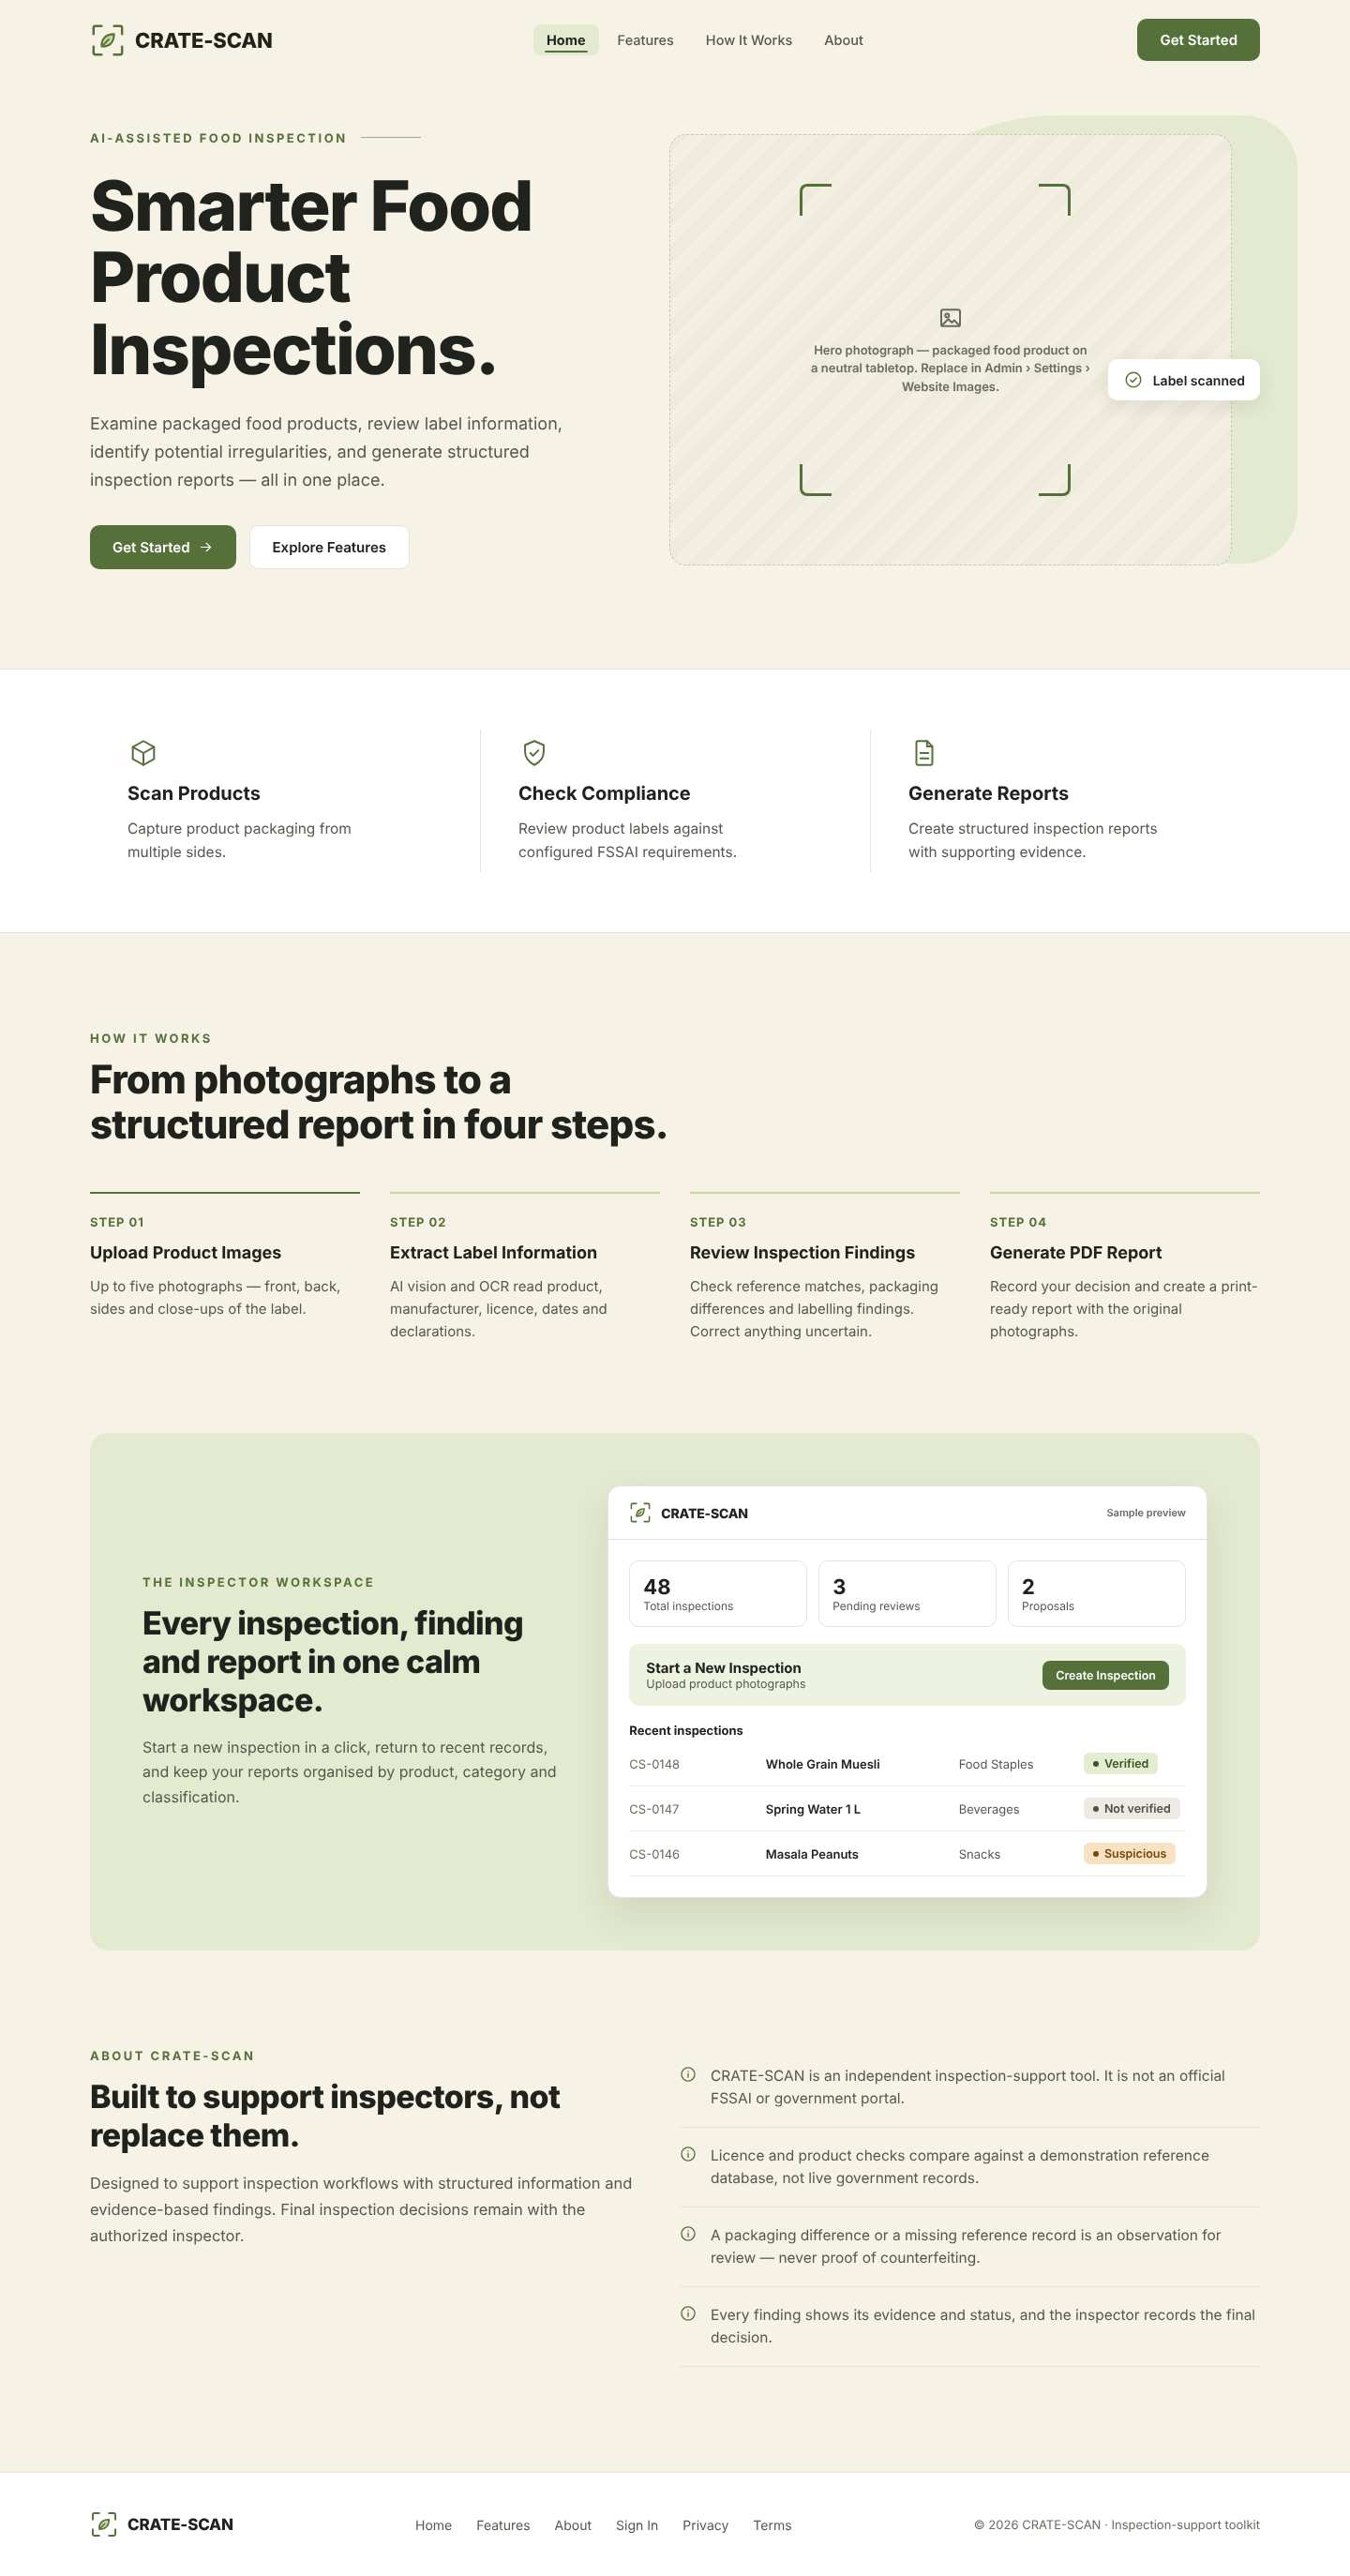 CRATE-SCAN
Home
Features
How It Works
About
Get Started
AI-ASSISTED FOOD INSPECTION
Smarter Food
Product
Inspections.
Examine packaged food products, review label information,
identify potential irregularities, and generate structured
inspection reports — all in one place.
Get Started →
Explore Features
Hero photograph — packaged food product on
a neutral tabletop. Replace in Admin › Settings ›
Website Images.
Label scanned
Scan Products
Capture product packaging from
multiple sides.
Check Compliance
Review product labels against
configured FSSAI requirements.
Generate Reports
Create structured inspection reports
with supporting evidence.
HOW IT WORKS
From photographs to a
structured report in four steps.
STEP 01
Upload Product Images
Up to five photographs — front, back,
sides and close-ups of the label.
STEP 02
Extract Label Information
AI vision and OCR read product,
manufacturer, licence, dates and
declarations.
STEP 03
Review Inspection Findings
Check reference matches, packaging
differences and labelling findings.
Correct anything uncertain.
STEP 04
Generate PDF Report
Record your decision and create a print-
ready report with the original
photographs.
THE INSPECTOR WORKSPACE
Every inspection, finding
and report in one calm
workspace.
Start a new inspection in a click, return to recent records,
and keep your reports organised by product, category and
classification.
CRATE-SCAN
Sample preview
48
Total inspections
3
Pending reviews
2
Proposals
Start a New Inspection
Upload product photographs
Create Inspection
Recent inspections
CS-0148 Whole Grain Muesli Food Staples Verified
CS-0147 Spring Water 1 L Beverages Not verified
CS-0146 Masala Peanuts Snacks Suspicious
ABOUT CRATE-SCAN
Built to support inspectors, not
replace them.
Designed to support inspection workflows with structured information and
evidence-based findings. Final inspection decisions remain with the
authorized inspector.
CRATE-SCAN is an independent inspection-support tool. It is not an official
FSSAI or government portal.
Licence and product checks compare against a demonstration reference
database, not live government records.
A packaging difference or a missing reference record is an observation for
review — never proof of counterfeiting.
Every finding shows its evidence and status, and the inspector records the final
decision.
CRATE-SCAN
Home
Features
About
Sign In
Privacy
Terms
© 2026 CRATE-SCAN · Inspection-support toolkit